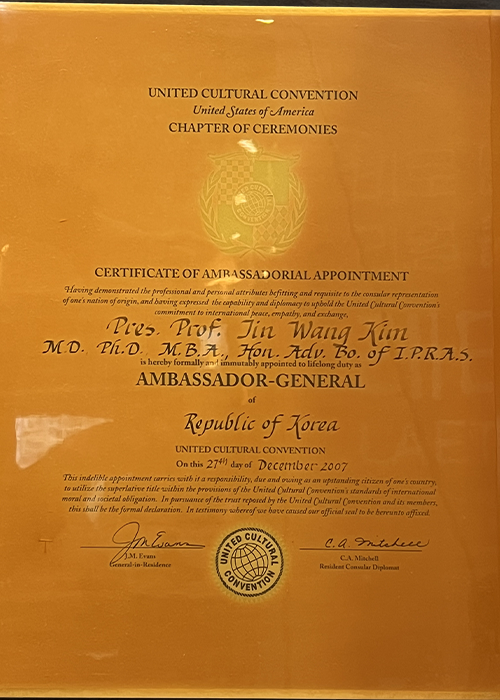 UNITED CULTURAL CONVENTION
United States of America
CHAPTER OF CEREMONIES
UNITED CULTURAL CONVENTION
CERTIFICATE OF AMBASSADORIAL APPOINTMENT
Having demonstrated the professional and personal attributes befitting and requisite to the consular representation
of one's nation of origin, and having expressed the capability and diplomacy to uphold the United Cultural Convention's
commitment to international peace, empathy, and exchange,
Pres. Prof. Jin Wang Kim
M.D. Ph.D. M.B.A., Hon. Adv. Bo. of I.P.R.A.S.
is hereby formally and immutably appointed to lifelong duty as
AMBASSADOR-GENERAL
of
Republic of Korea
UNITED CULTURAL CONVENTION
On this 27th day of December 2007
This indelible appointment carries with it a responsibility, due and owing as an upstanding citizen of one's country,
to utilize the superlative title within the provisions of the United Cultural Convention's standards of international
moral and societal obligation. In pursuance of the trust reposed by the United Cultural Convention and its members,
this shall be the formal declaration. In testimony whereof we have caused our official seal to be hereunto affixed.
JM Evans
J.M. Evans
General-in-Residence
UNITED CULTURAL CONVENTION
C. A. Mitchell
C.A. Mitchell
Resident Consular Diplomat